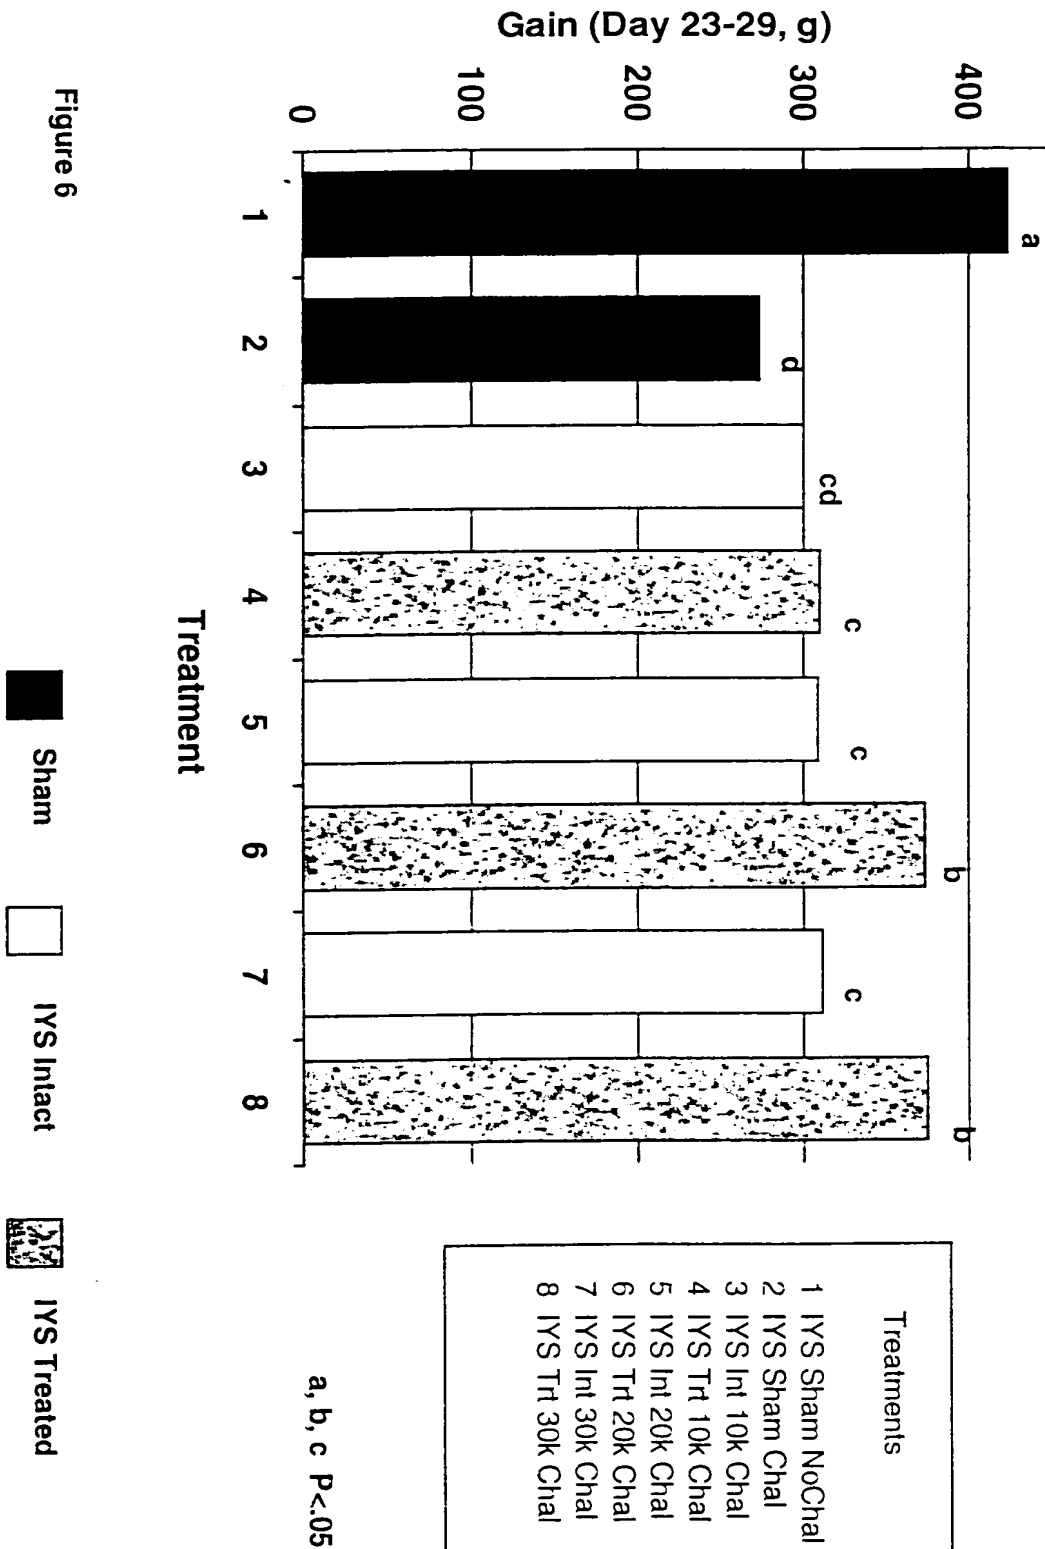 Gain (Day 23-29, g)
400
300
200
100
0
a
d
cd
c
c
b
c
b
1 2 3 4 5 6 7 8
Treatment
Sham IYS Intact IYS Treated
Treatments
1 IYS Sham NoChal
2 IYS Sham Chal
3 IYS Int 10k Chal
4 IYS Trt 10k Chal
5 IYS Int 20k Chal
6 IYS Trt 20k Chal
7 IYS Int 30k Chal
8 IYS Trt 30k Chal
a, b, c P<.05
Figure 6